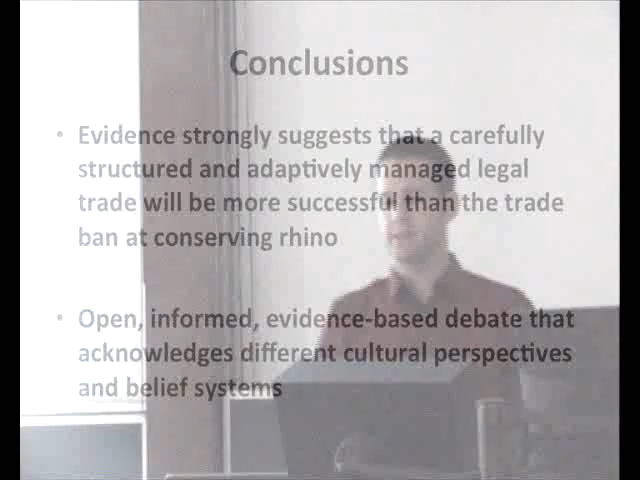 Conclusions
• Evidence strongly suggests that a carefully
structured and adaptively managed legal
trade will be more successful than the trade
ban at conserving rhino
• Open, informed, evidence-based debate that
acknowledges different cultural perspectives
and belief systems